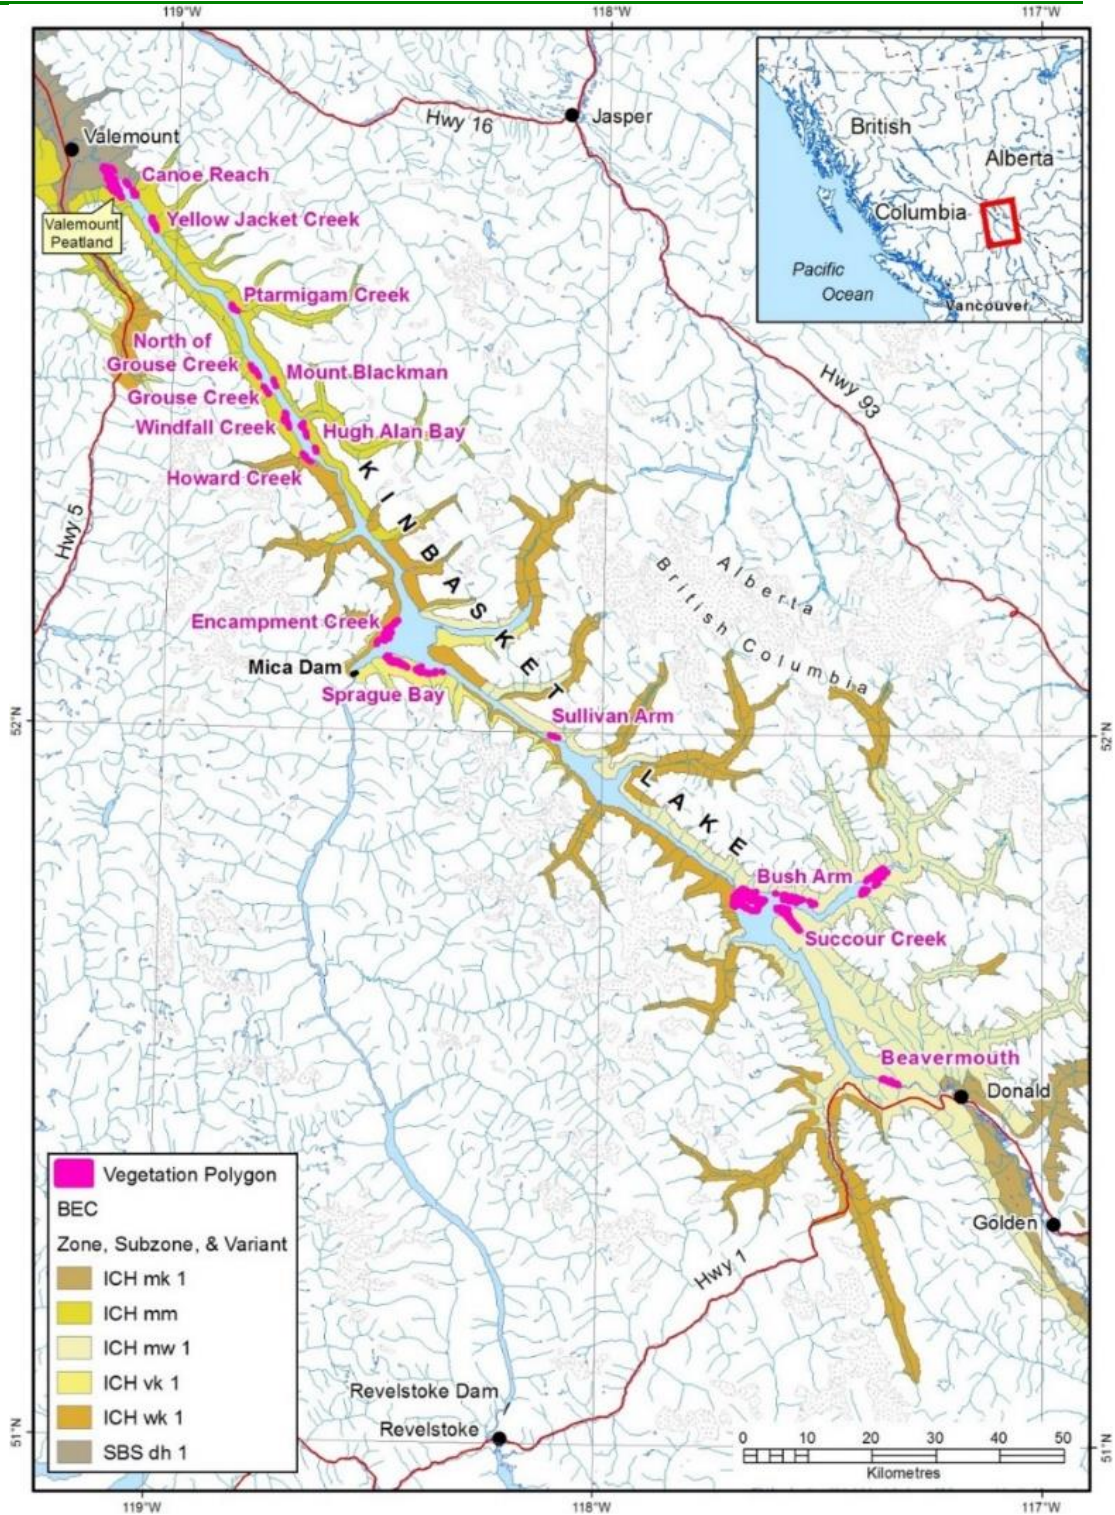 119°W
118°W
117°W
Hwy 16
Jasper
Valemount
Canoe Reach
Yellow Jacket Creek
Valemount
Peatland
Ptarmigam Creek
North of
Grouse Creek
Mount Blackman
Grouse Creek
Windfall Creek
Hugh Alan Bay
Howard Creek
Hwy 5
Hwy 93
British
Alberta
Columbia
Pacific
Ocean
Vancouver
KINBASKET
Alberta
British Columbia
Encampment Creek
Mica Dam
Sprague Bay
Sullivan Arm
52°N
52°N
LAKE
Bush Arm
Succour Creek
Beavermouth
Donald
Golden
Hwy 1
Revelstoke Dam
Revelstoke
Vegetation Polygon
BEC
Zone, Subzone, & Variant
ICH mk 1
ICH mm
ICH mw 1
ICH vk 1
ICH wk 1
SBS dh 1
0 10 20 30 40 50
Kilometres
51°N
51°N
119°W
118°W
117°W